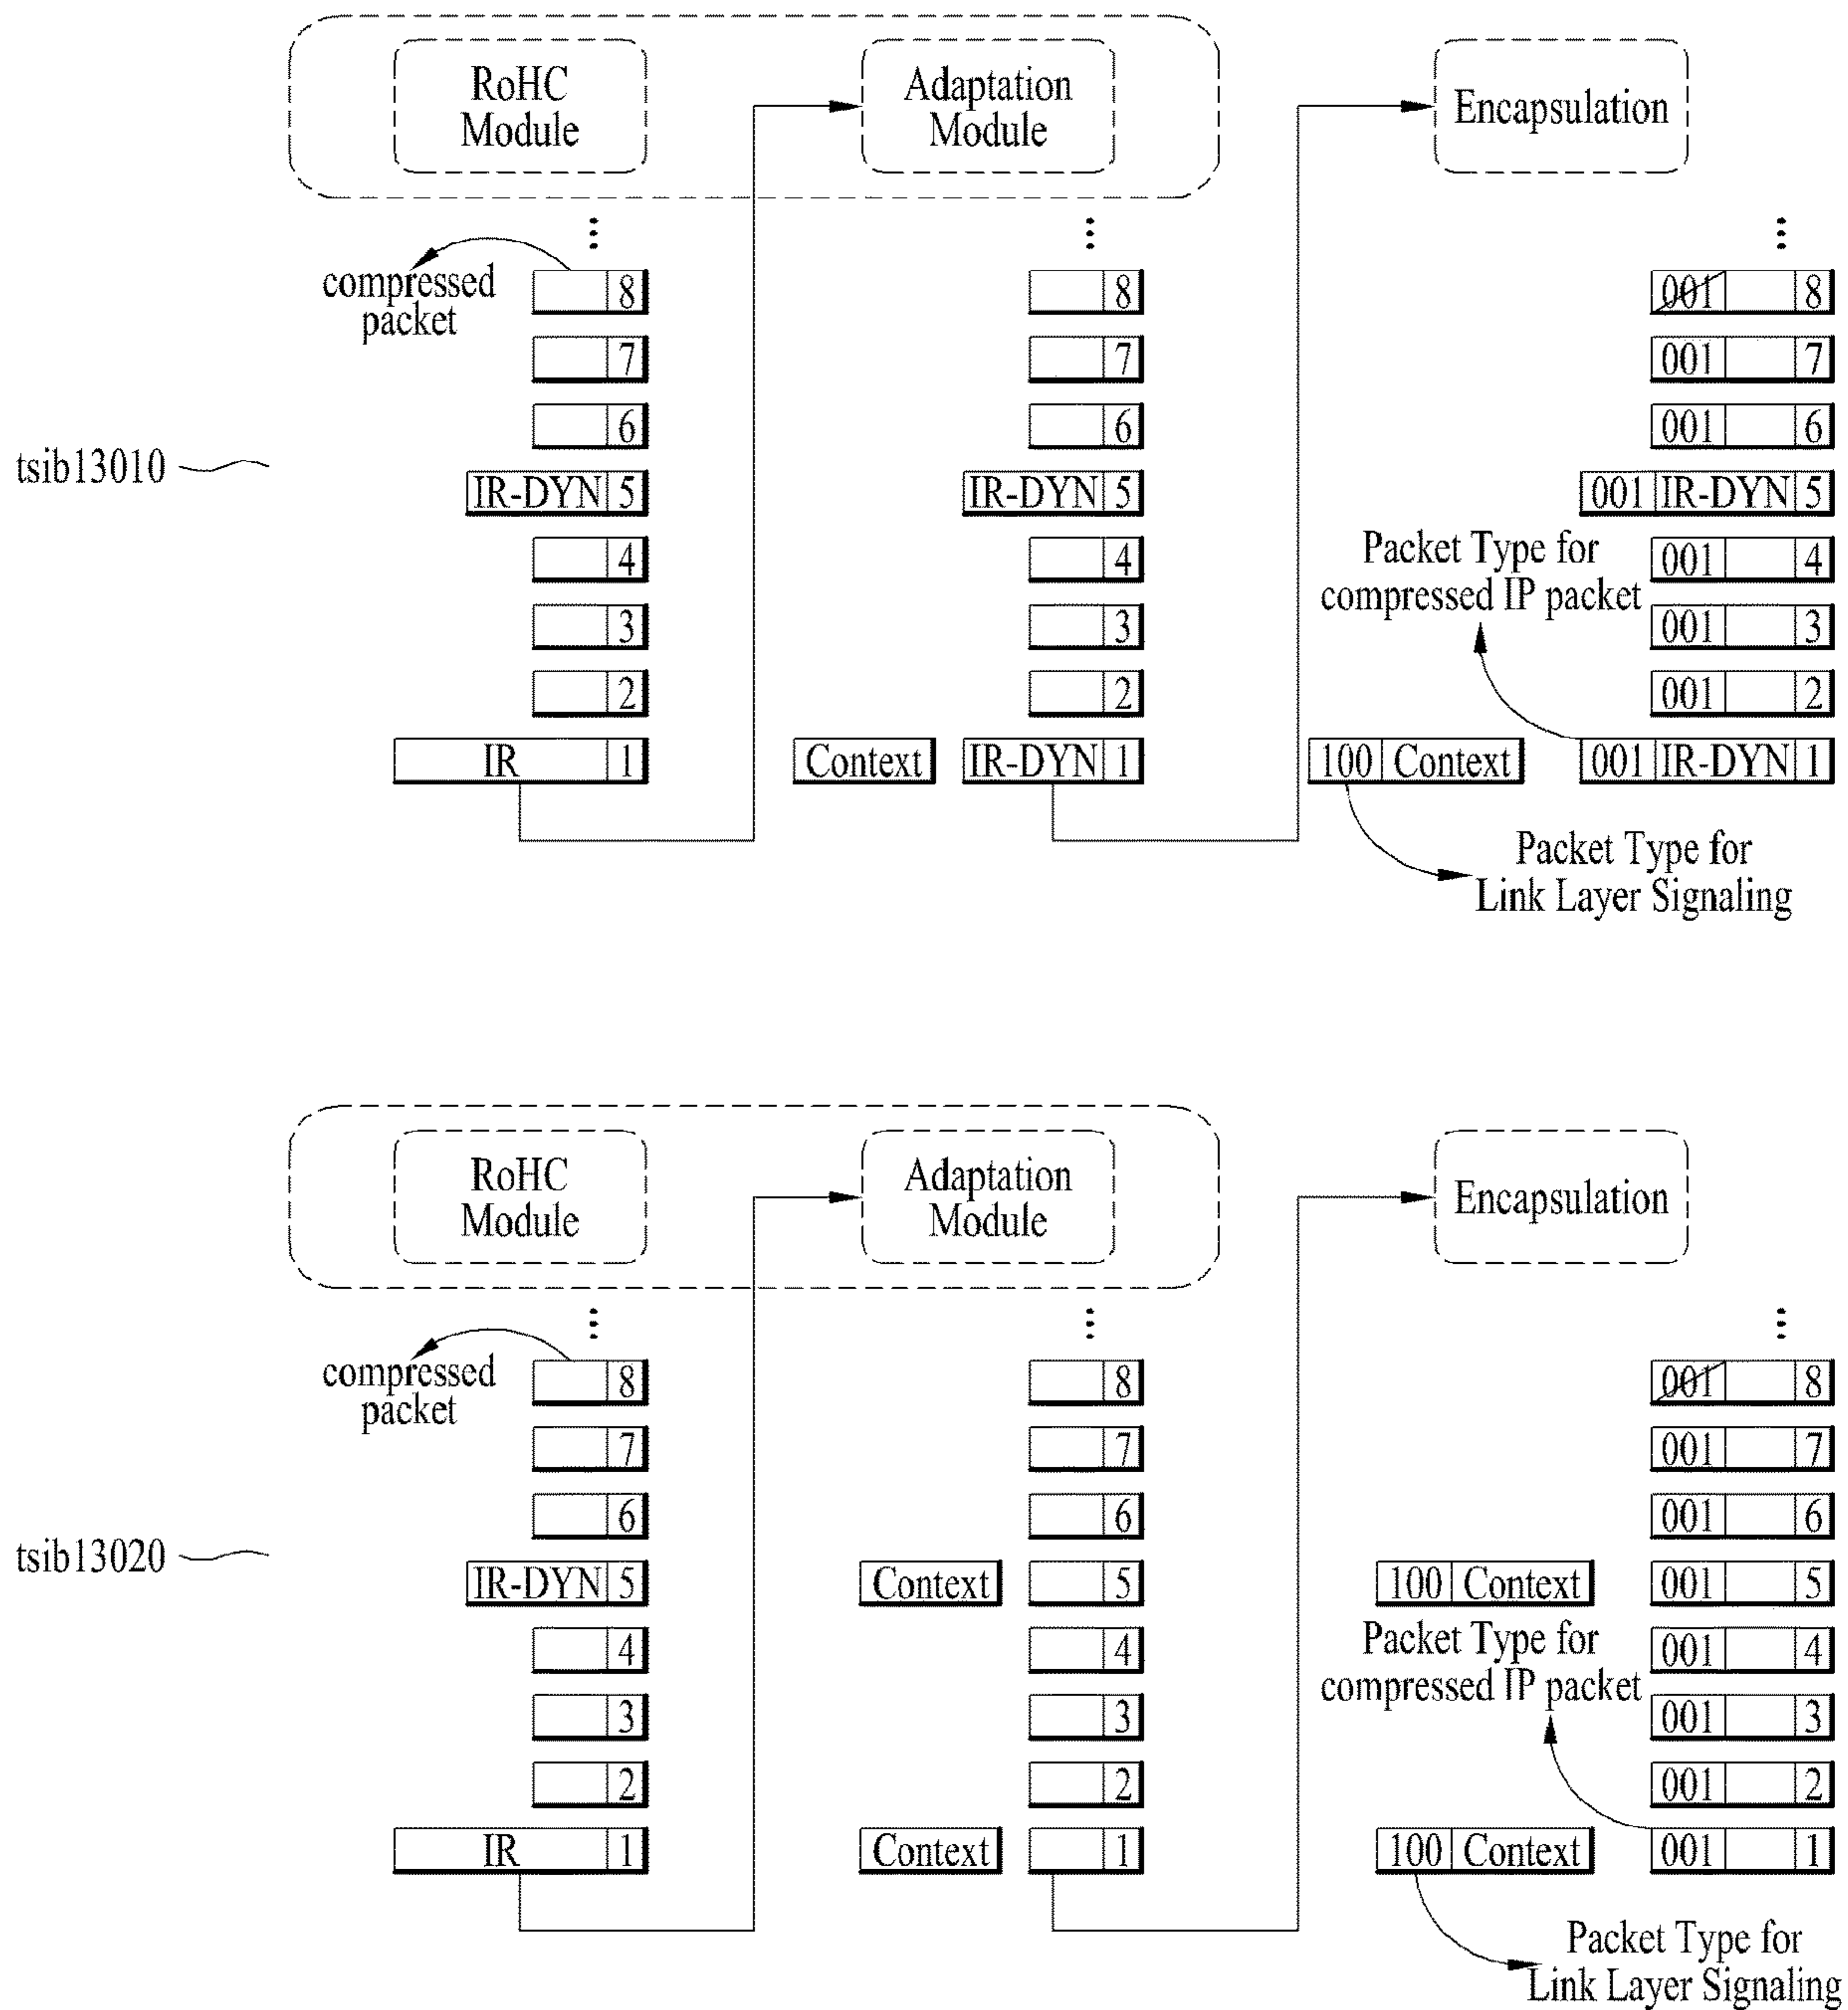 RoHC
Module
Adaptation
Module
Encapsulation
compressed
packet
8
8
001 8
7
7
001 7
6
6
001 6
tsib13010
IR-DYN 5
IR-DYN 5
001 IR-DYN 5
Packet Type for
compressed IP packet
4
4
001 4
3
3
001 3
2
2
001 2
IR 1
Context
IR-DYN 1
100 Context
001 IR-DYN 1
Packet Type for
Link Layer Signaling
RoHC
Module
Adaptation
Module
Encapsulation
compressed
packet
8
8
001 8
7
7
001 7
6
6
001 6
tsib13020
IR-DYN 5
Context
5
100 Context
001 5
Packet Type for
compressed IP packet
4
4
001 4
3
3
001 3
2
2
001 2
IR 1
Context
1
100 Context
001 1
Packet Type for
Link Layer Signaling